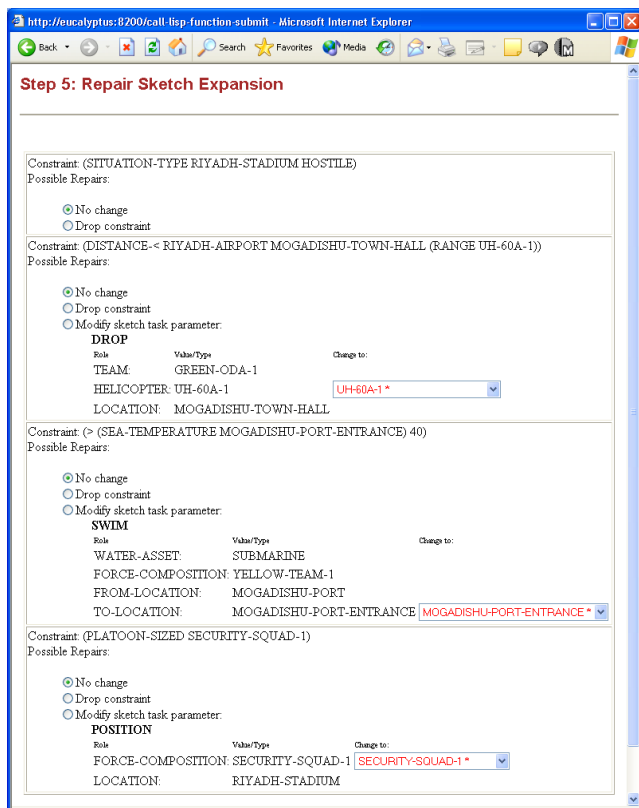 http://eucalyptus:8200/call-lisp-function-submit - Microsoft Internet Explorer
Back Search Favorites Media
Step 5: Repair Sketch Expansion
Constraint: (SITUATION-TYPE RIYADH-STADIUM HOSTILE)
Possible Repairs:
No change
Drop constraint
Constraint: (DISTANCE-< RIYADH-AIRPORT MOGADISHU-TOWN-HALL (RANGE UH-60A-1))
Possible Repairs:
No change
Drop constraint
Modify sketch task parameter:
DROP
Role Value/Type Change to:
TEAM: GREEN-ODA-1
HELICOPTER: UH-60A-1 UH-60A-1 *
LOCATION: MOGADISHU-TOWN-HALL
Constraint: (> (SEA-TEMPERATURE MOGADISHU-PORT-ENTRANCE) 40)
Possible Repairs:
No change
Drop constraint
Modify sketch task parameter:
SWIM
Role Value/Type Change to:
WATER-ASSET: SUBMARINE
FORCE-COMPOSITION: YELLOW-TEAM-1
FROM-LOCATION: MOGADISHU-PORT
TO-LOCATION: MOGADISHU-PORT-ENTRANCE MOGADISHU-PORT-ENTRANCE *
Constraint: (PLATOON-SIZED SECURITY-SQUAD-1)
Possible Repairs:
No change
Drop constraint
Modify sketch task parameter:
POSITION
Role Value/Type Change to:
FORCE-COMPOSITION: SECURITY-SQUAD-1 SECURITY-SQUAD-1 *
LOCATION: RIYADH-STADIUM